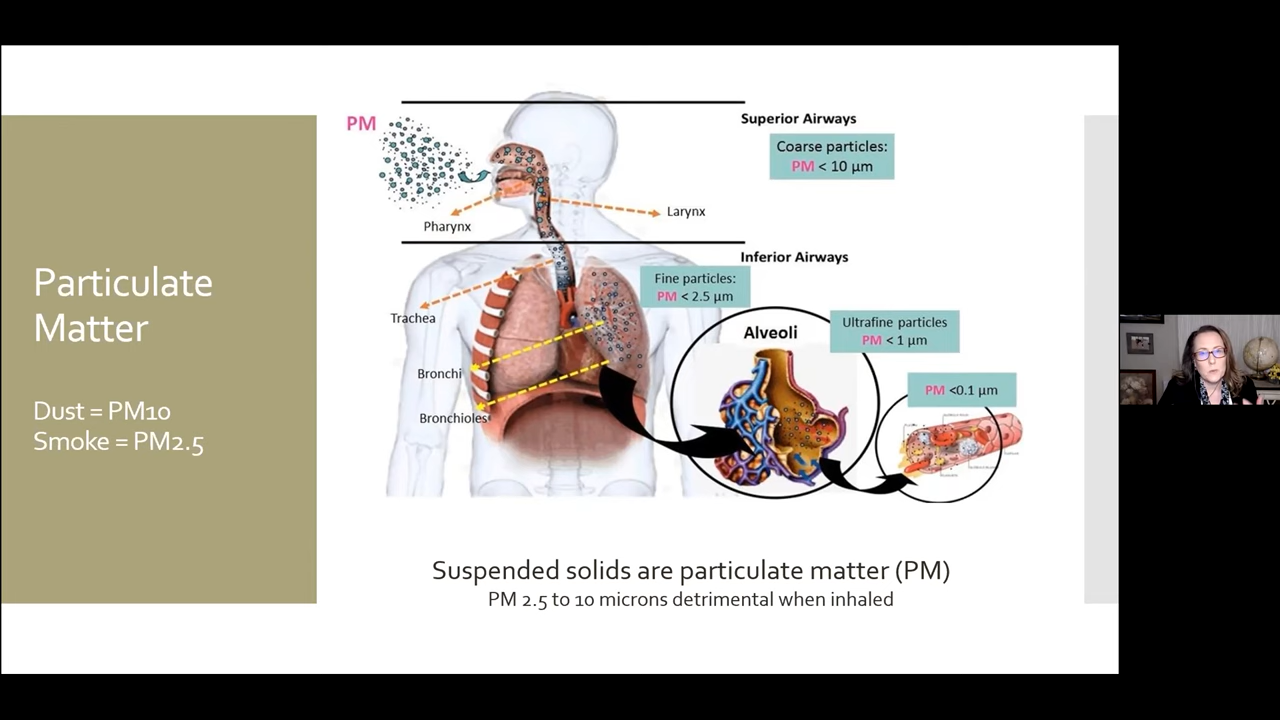 Particulate
Matter
Dust = PM10
Smoke = PM2.5
PM
Superior Airways
Coarse particles:
PM < 10 µm
Pharynx
Larynx
Inferior Airways
Fine particles:
PM < 2.5 µm
Trachea
Alveoli
Ultrafine particles
PM < 1 µm
Bronchi
PM <0.1 µm
Bronchioles
Suspended solids are particulate matter (PM)
PM 2.5 to 10 microns detrimental when inhaled